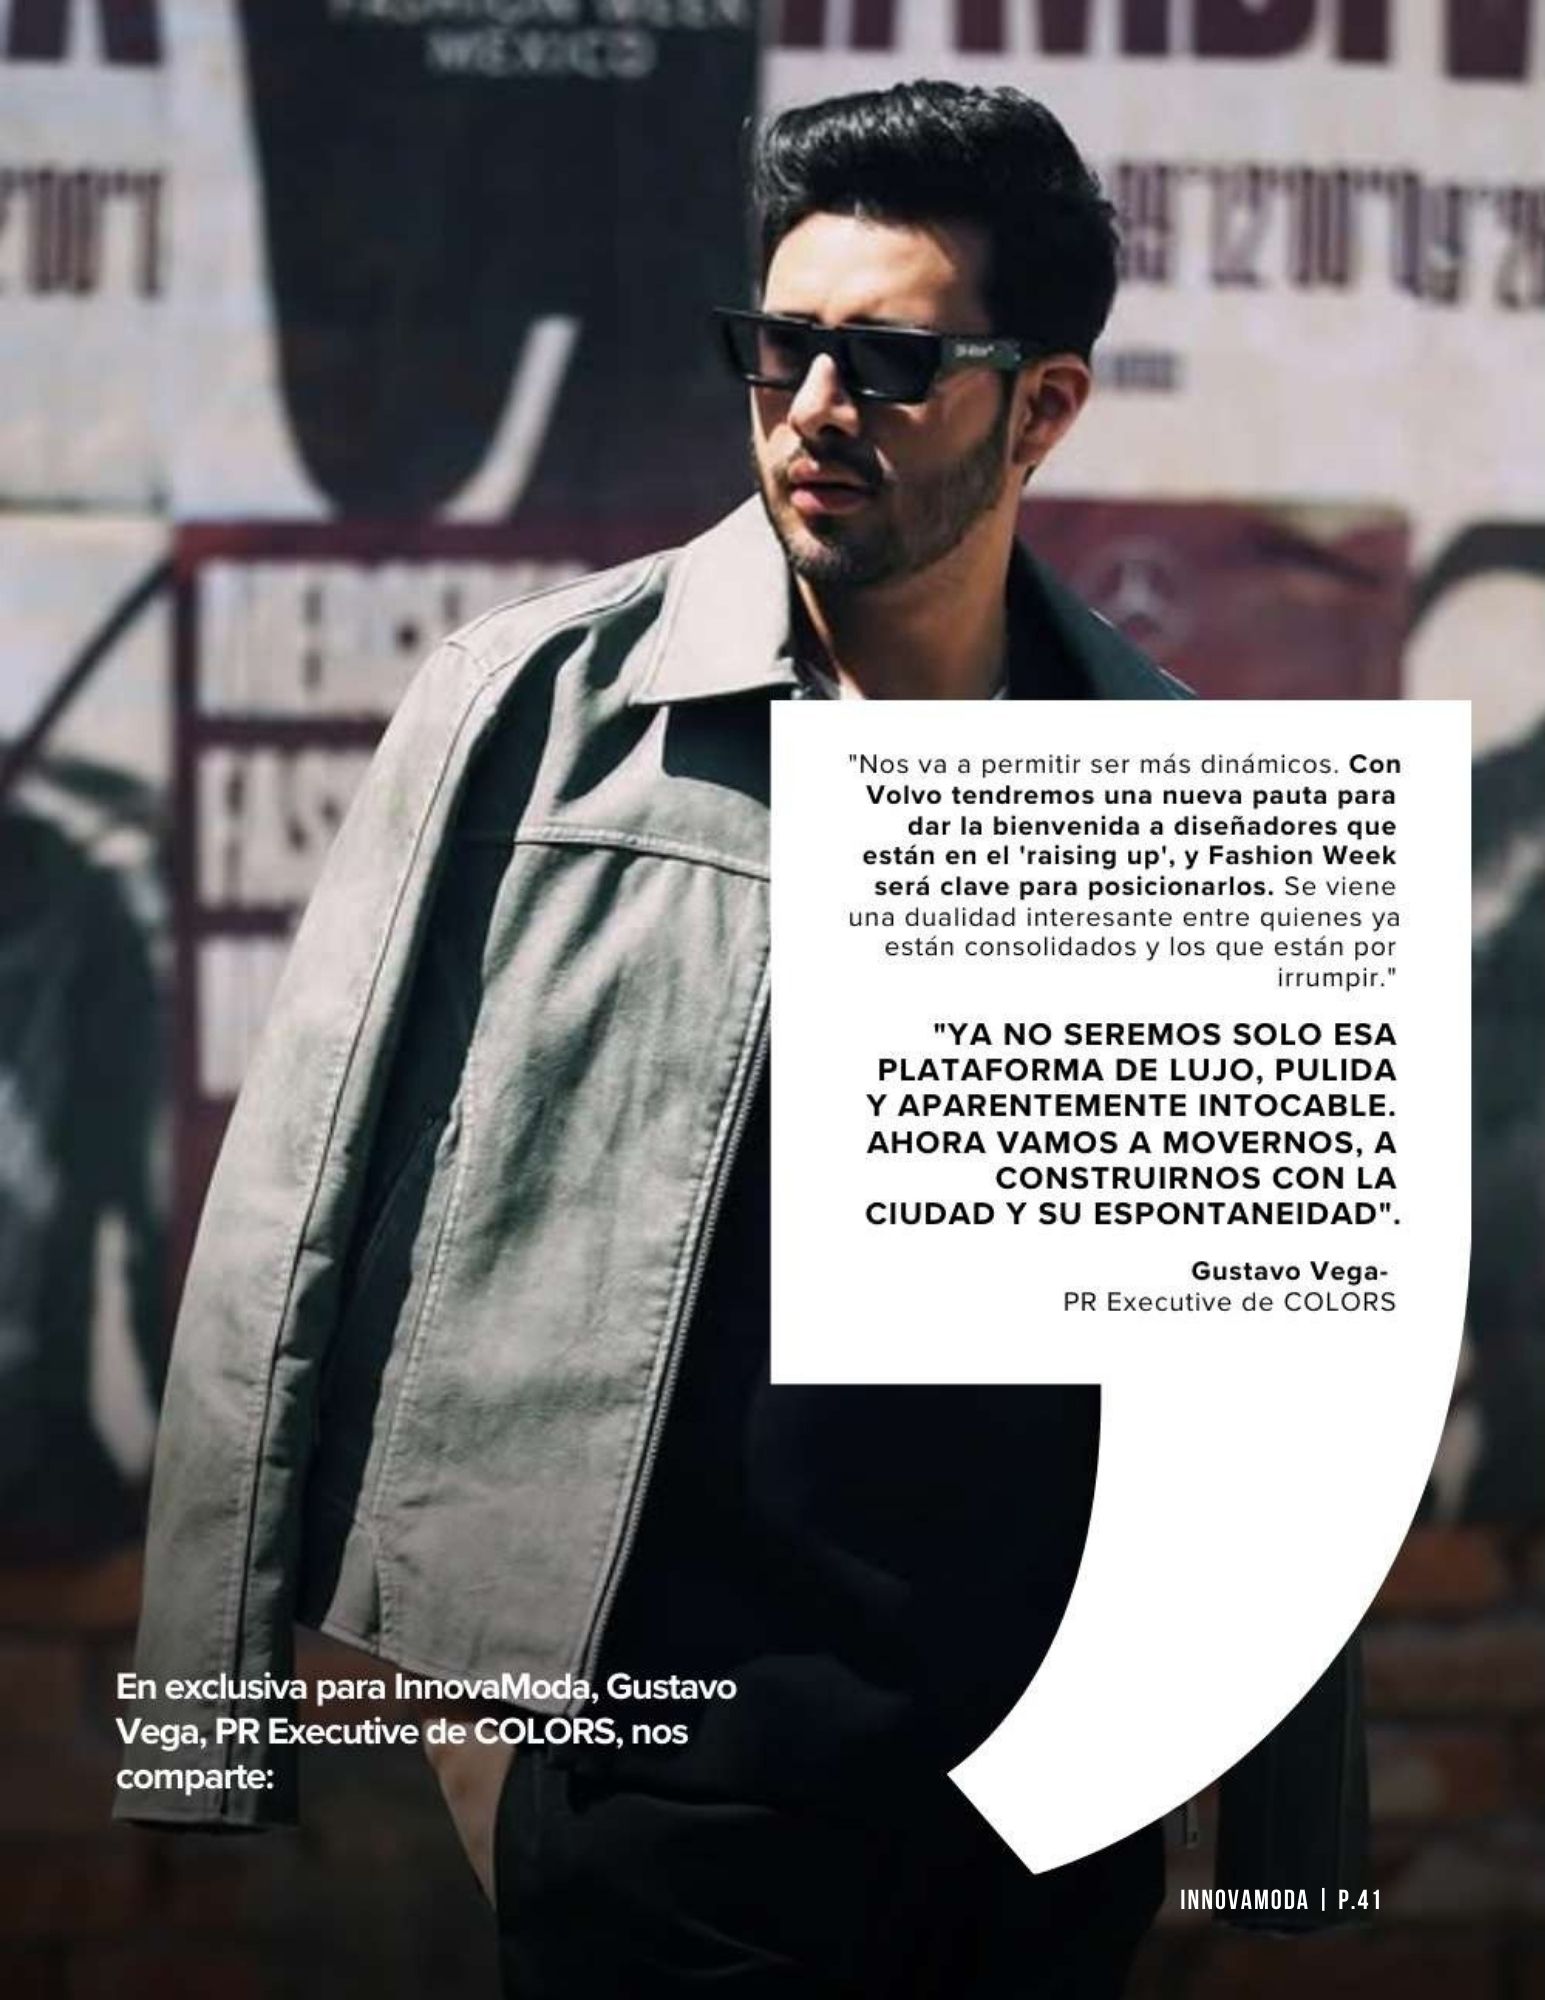 FASHION WEEK
MÉXICO
"Nos va a permitir ser más dinámicos. Con
Volvo tendremos una nueva pauta para
dar la bienvenida a diseñadores que
están en el 'raising up', y Fashion Week
será clave para posicionarlos. Se viene
una dualidad interesante entre quienes ya
están consolidados y los que están por
irrumpir."
"YA NO SEREMOS SOLO ESA
PLATAFORMA DE LUJO, PULIDA
Y APARENTEMENTE INTOCABLE.
AHORA VAMOS A MOVERNOS, A
CONSTRUIRNOS CON LA
CIUDAD Y SU ESPONTANEIDAD".
Gustavo Vega-
PR Executive de COLORS
En exclusiva para InnovaModa, Gustavo
Vega, PR Executive de COLORS, nos
comparte:
INNOVAMODA | P.41